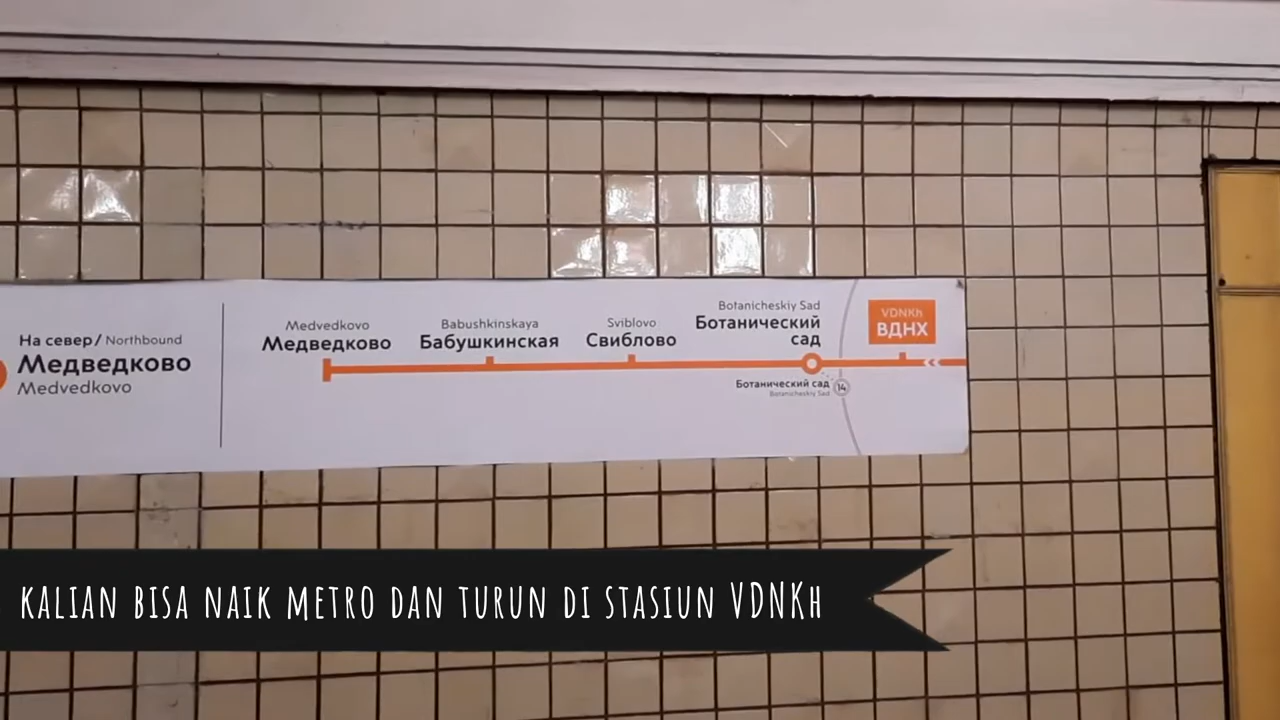 На север/ Northbound
Медведково
Medvedkovo
Medvedkovo
Медведково
Babushkinskaya
Бабушкинская
Sviblovo
Свиблово
Botanicheskiy Sad
Ботанический
сад
Ботанический сад 14
Botanicheskiy Sad
VDNKh
ВДНХ
KALIAN BISA NAIK METRO DAN TURUN DI STASIUN VDNKh